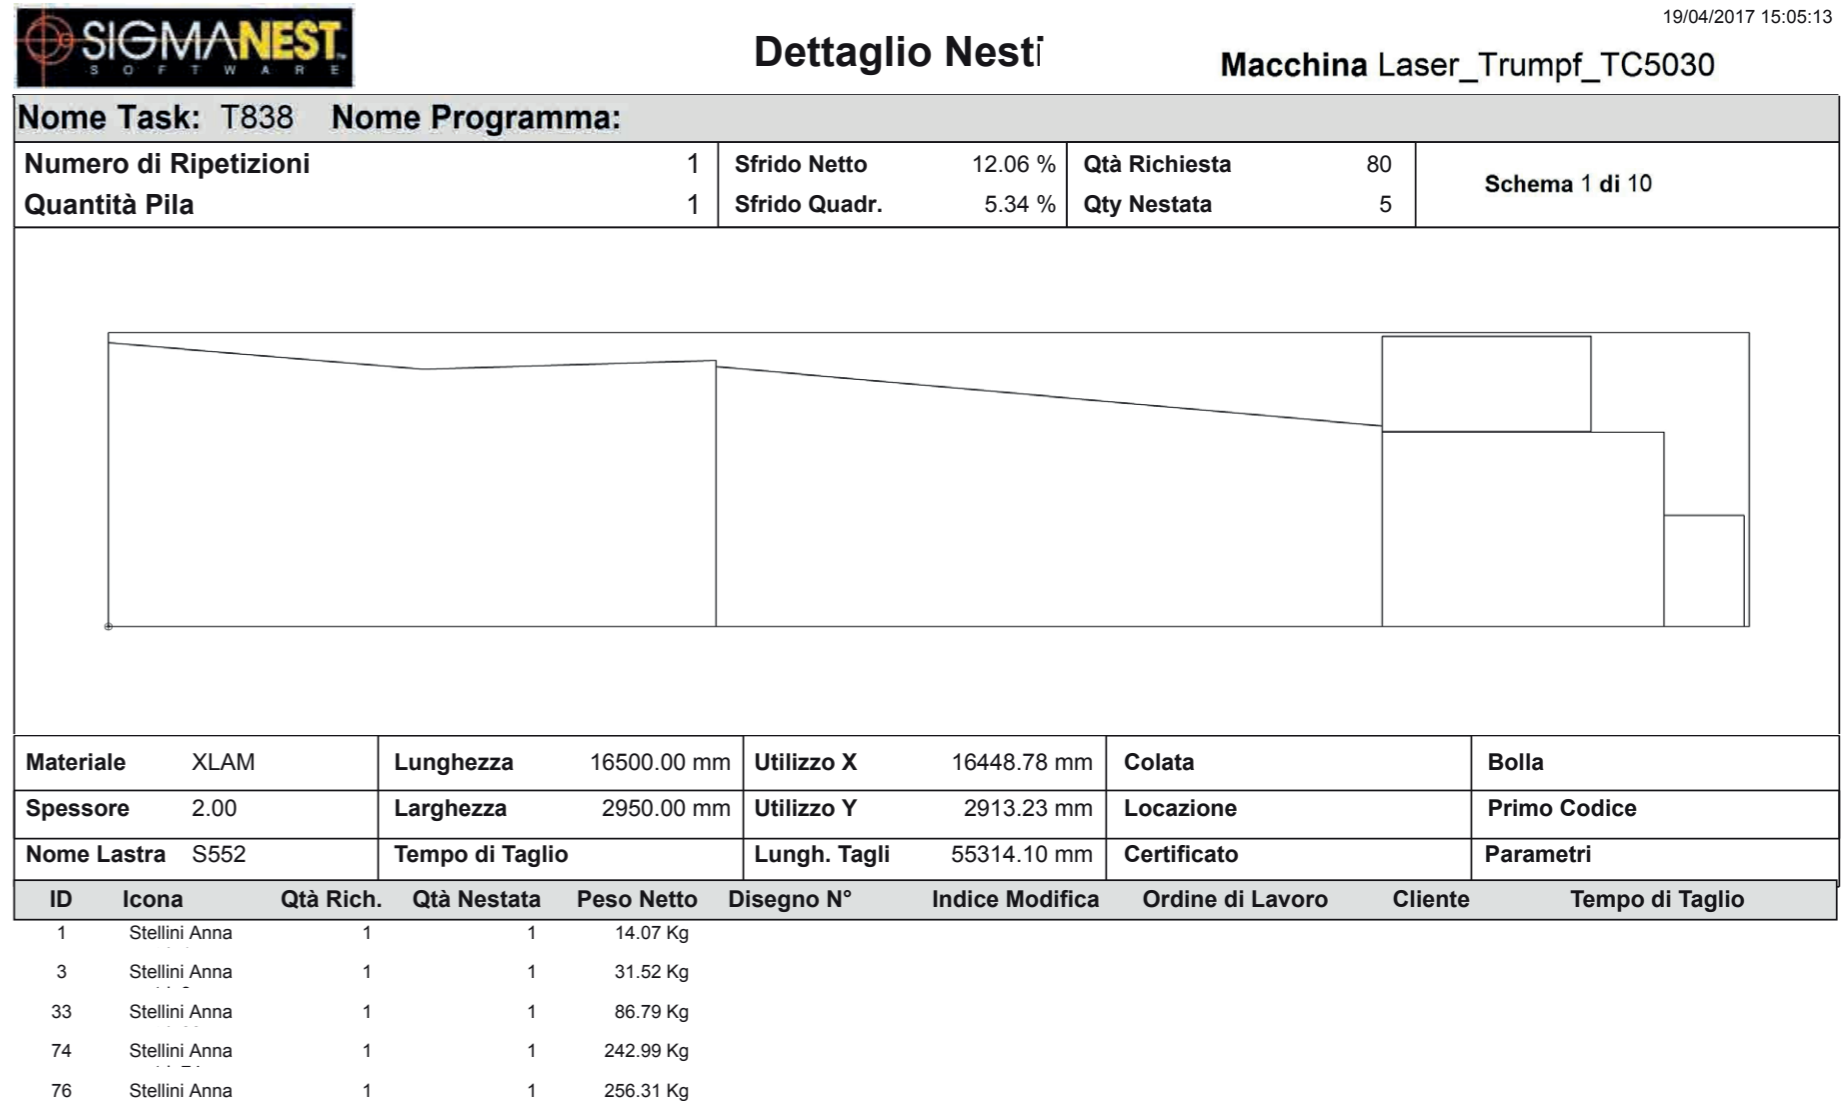 19/04/2017 15:05:13
SIGMANEST
SOFTWARE
Dettaglio Nesti
Macchina Laser_Trumpf_TC5030
Nome Task: T838 Nome Programma:
Numero di Ripetizioni 1 Sfrido Netto 12.06 % Qtà Richiesta 80
Schema 1 di 10
Quantità Pila 1 Sfrido Quadr. 5.34 % Qty Nestata 5
Materiale XLAM Lunghezza 16500.00 mm Utilizzo X 16448.78 mm Colata Bolla
Spessore 2.00 Larghezza 2950.00 mm Utilizzo Y 2913.23 mm Locazione Primo Codice
Nome Lastra S552 Tempo di Taglio Lungh. Tagli 55314.10 mm Certificato Parametri
ID Icona Qtà Rich. Qtà Nestata Peso Netto Disegno N° Indice Modifica Ordine di Lavoro Cliente Tempo di Taglio
1 Stellini Anna 1 1 14.07 Kg
3 Stellini Anna 1 1 31.52 Kg
33 Stellini Anna 1 1 86.79 Kg
74 Stellini Anna 1 1 242.99 Kg
76 Stellini Anna 1 1 256.31 Kg